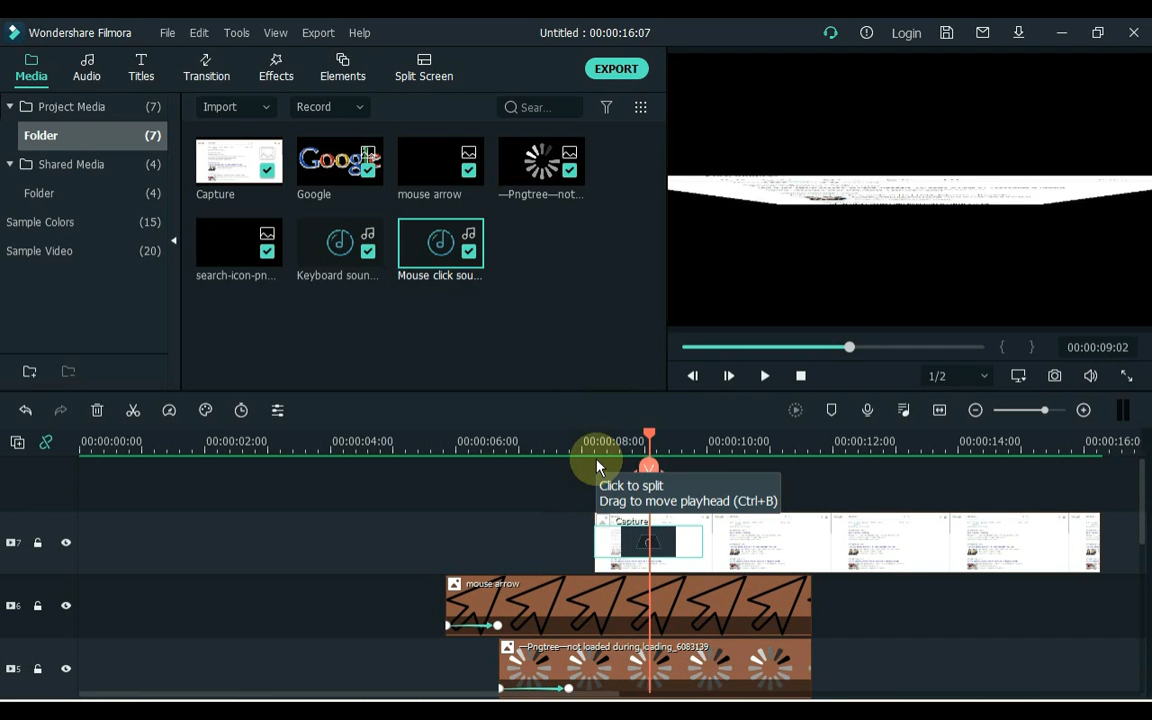 Wondershare Filmora File Edit Tools View Export Help Untitled : 00:00:16:07 Login
Media Audio Titles Transition Effects Elements Split Screen EXPORT
Project Media (7) Import Record Sear...
Folder (7)
Shared Media (4)
Folder (4)
Sample Colors (15)
Sample Video (20)
Capture Google mouse arrow —Pngtree—not...
search-icon-pn... Keyboard soun... Mouse click sou...
{ } 00:00:09:02
1/2
00:00:00:00 00:00:02:00 00:00:04:00 00:00:06:00 00:00:08:00 00:00:10:00 00:00:12:00 00:00:14:00 00:00:16:0
Click to split
Drag to move playhead (Ctrl+B)
Capture
7
mouse arrow
6
—Pngtree—not loaded during loading_6083139
5